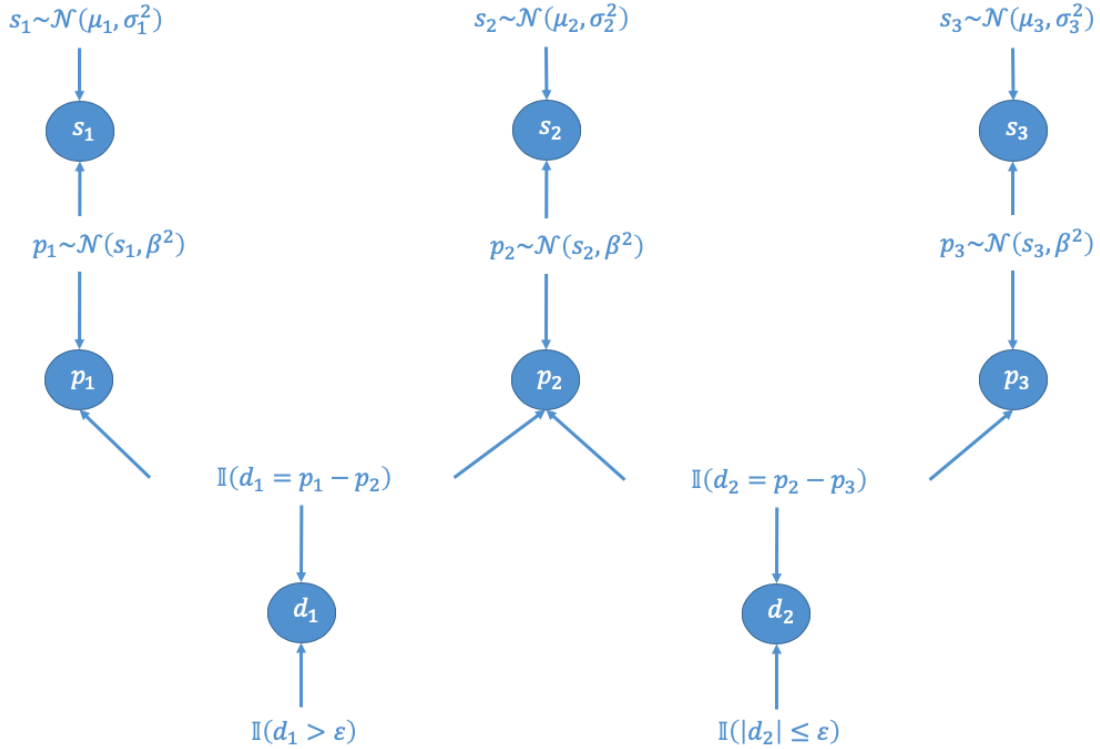 s₁~𝒩(μ₁, σ₁²)
s₂~𝒩(μ₂, σ₂²)
s₃~𝒩(μ₃, σ₃²)
s₁
s₂
s₃
p₁~𝒩(s₁, β²)
p₂~𝒩(s₂, β²)
p₃~𝒩(s₃, β²)
p₁
p₂
p₃
𝕀(d₁ = p₁ − p₂)
𝕀(d₂ = p₂ − p₃)
d₁
d₂
𝕀(d₁ > ε)
𝕀(|d₂| ≤ ε)